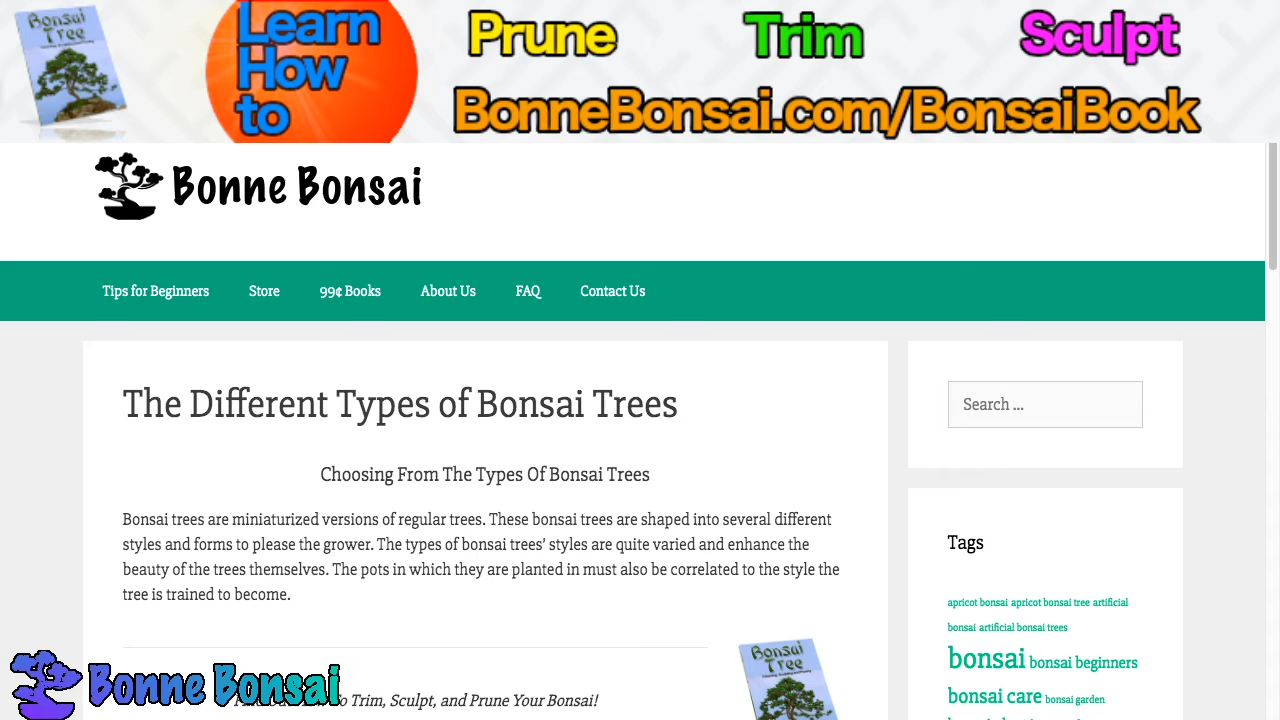 Bonsai
Tree
Learn
How
to
Prune Trim Sculpt
BonneBonsai.com/BonsaiBook
Bonne Bonsai
Tips for Beginners Store 99¢ Books About Us FAQ Contact Us
The Different Types of Bonsai Trees
Search ...
Choosing From The Types Of Bonsai Trees
Bonsai trees are miniaturized versions of regular trees. These bonsai trees are shaped into several different
styles and forms to please the grower. The types of bonsai trees’ styles are quite varied and enhance the
beauty of the trees themselves. The pots in which they are planted in must also be correlated to the style the
tree is trained to become.
To Trim, Sculpt, and Prune Your Bonsai!
Bonsai
Tree
Tags
apricot bonsai apricot bonsai tree artificial
bonsai artificial bonsai trees
bonsai bonsai beginners
bonsai care bonsai garden
Bonne Bonsai